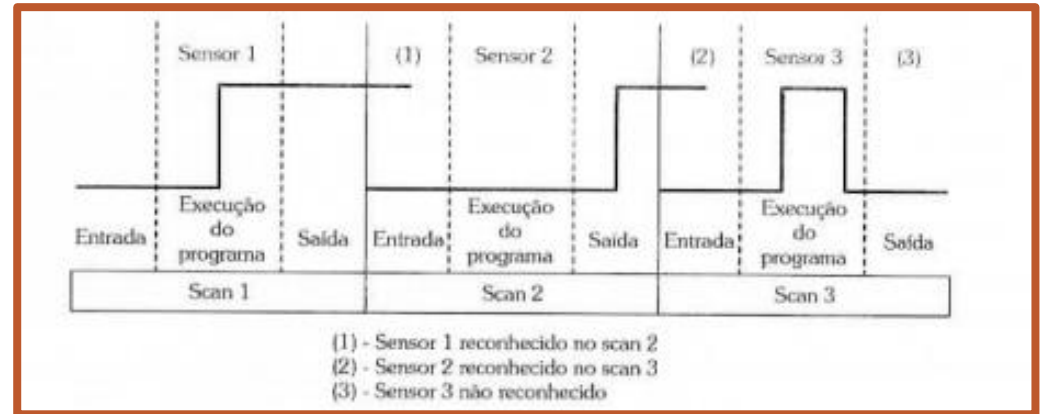 Sensor 1 (1) Sensor 2 (2) Sensor 3 (3)
Entrada
Execução
do
programa
Saída
Entrada
Execução
do
programa
Saída
Entrada
Execução
do
programa
Saída
Scan 1 Scan 2 Scan 3
(1) - Sensor 1 reconhecido no scan 2
(2) - Sensor 2 reconhecido no scan 3
(3) - Sensor 3 não reconhecido